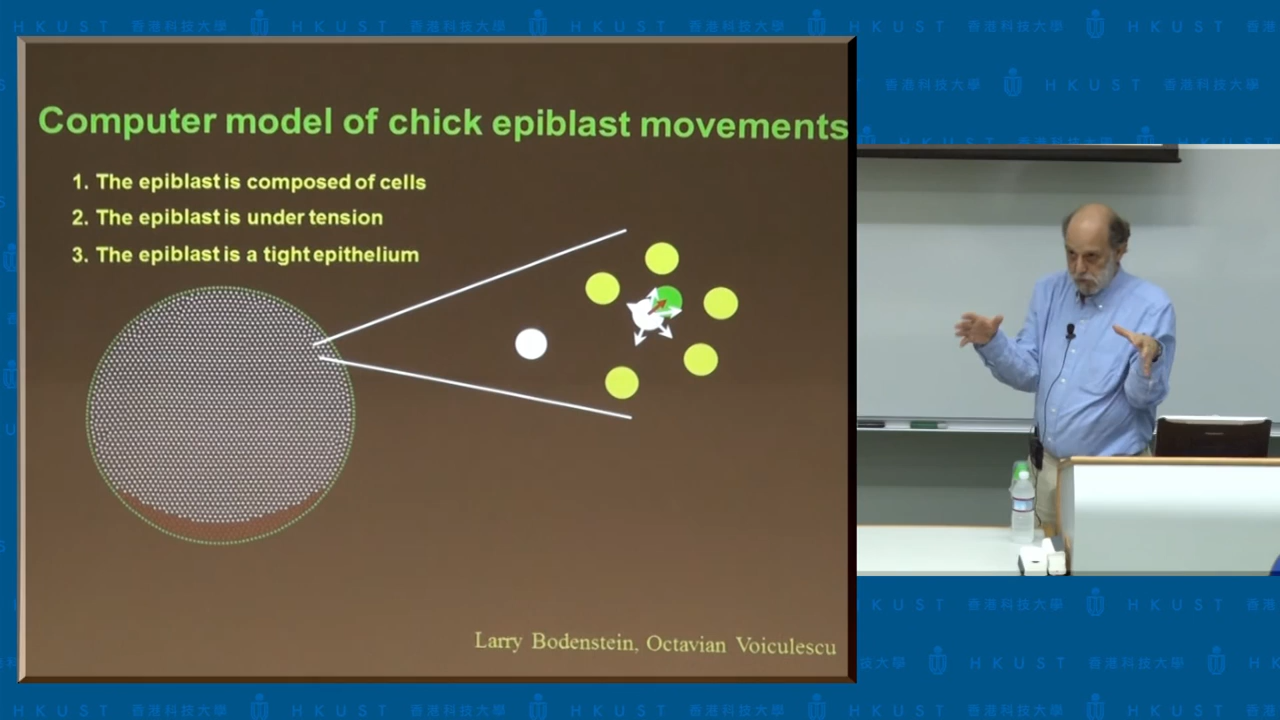 HKUST 香港科技大學
Computer model of chick epiblast movements
1. The epiblast is composed of cells
2. The epiblast is under tension
3. The epiblast is a tight epithelium
Larry Bodenstein, Octavian Voiculescu